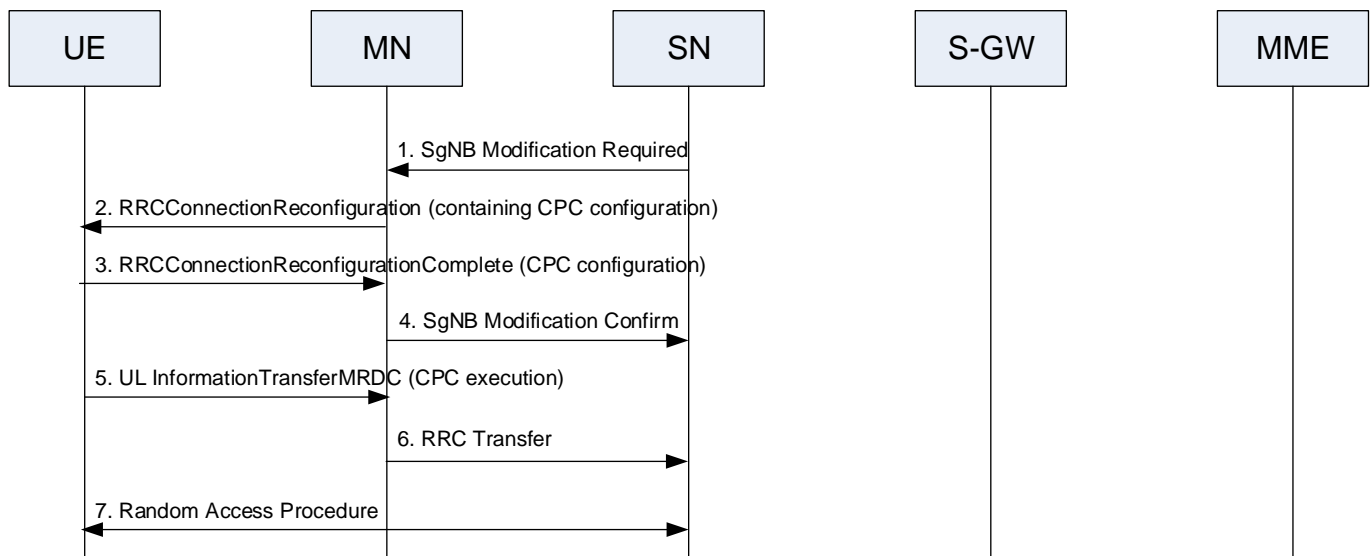 UE
MN
SN
S-GW
MME
1. SgNB Modification Required
2. RRCConnectionReconfiguration (containing CPC configuration)
3. RRCConnectionReconfigurationComplete (CPC configuration)
4. SgNB Modification Confirm
5. UL InformationTransferMRDC (CPC execution)
6. RRC Transfer
7. Random Access Procedure